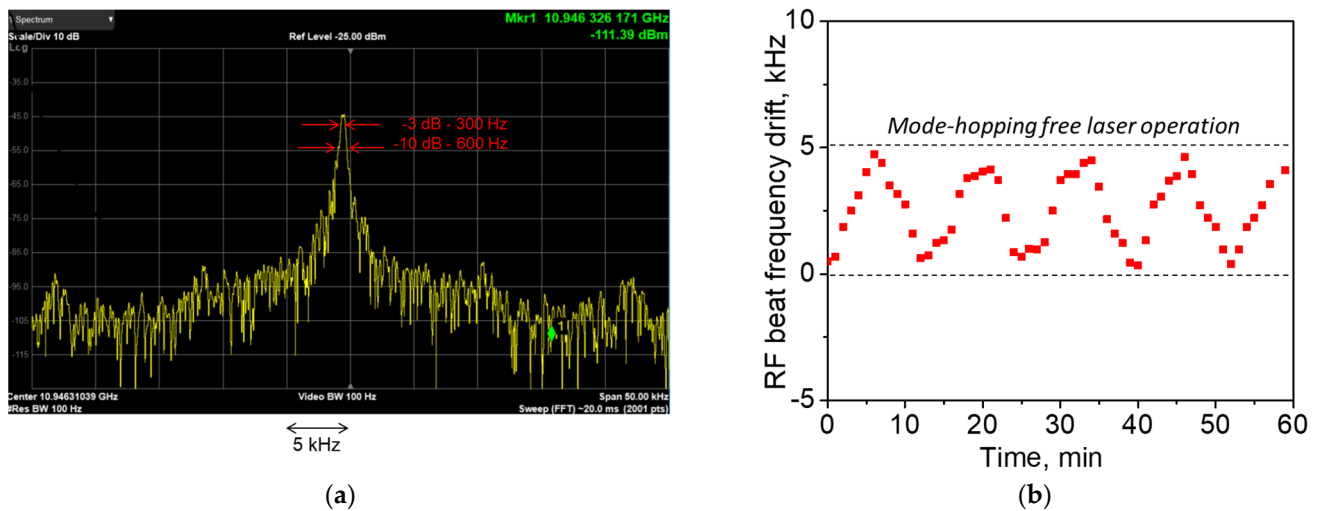 Spectrum
Scale/Div 10 dB
Ref Level -25.00 dBm
Mkr1 10.946 326 171 GHz
-111.39 dBm
Log
-35.0
-45.0
-55.0
-65.0
-75.0
-85.0
-95.0
-105
-115
-3 dB - 300 Hz
-10 dB - 600 Hz
1
Center 10.94631039 GHz
Video BW 100 Hz
Span 50.00 kHz
#Res BW 100 Hz
Sweep (FFT) ~20.0 ms (2001 pts)
5 kHz
(a)
RF beat frequency drift, kHz
10
5
0
-5
Mode-hopping free laser operation
0 10 20 30 40 50 60
Time, min
(b)